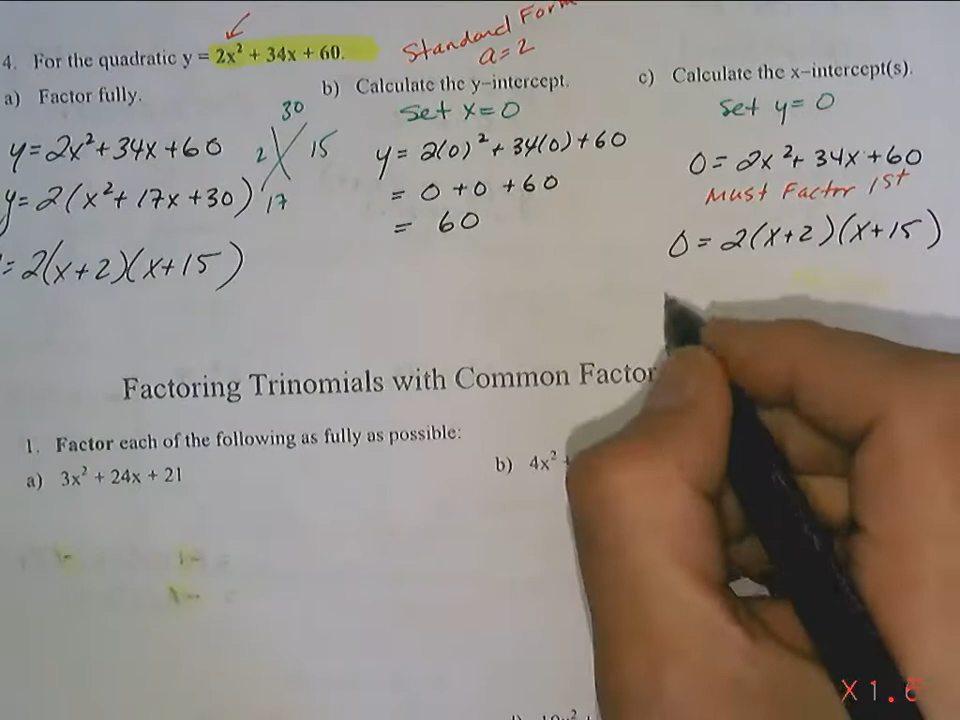 Standard Form
a=2
4. For the quadratic y = 2x² + 34x + 60.
a) Factor fully.
y=2x²+34x+60
30
2 15
17
y=2(x²+17x+30)
=2(x+2)(x+15)
b) Calculate the y-intercept.
Set x=0
y= 2(0)²+34(0)+60
= 0+0+60
= 60
c) Calculate the x-intercept(s).
Set y=0
0=2x²+34x+60
Must Factor 1st
0=2(x+2)(x+15)
Factoring Trinomials with Common Factor
1. Factor each of the following as fully as possible:
a) 3x² + 24x + 21
b) 4x² +